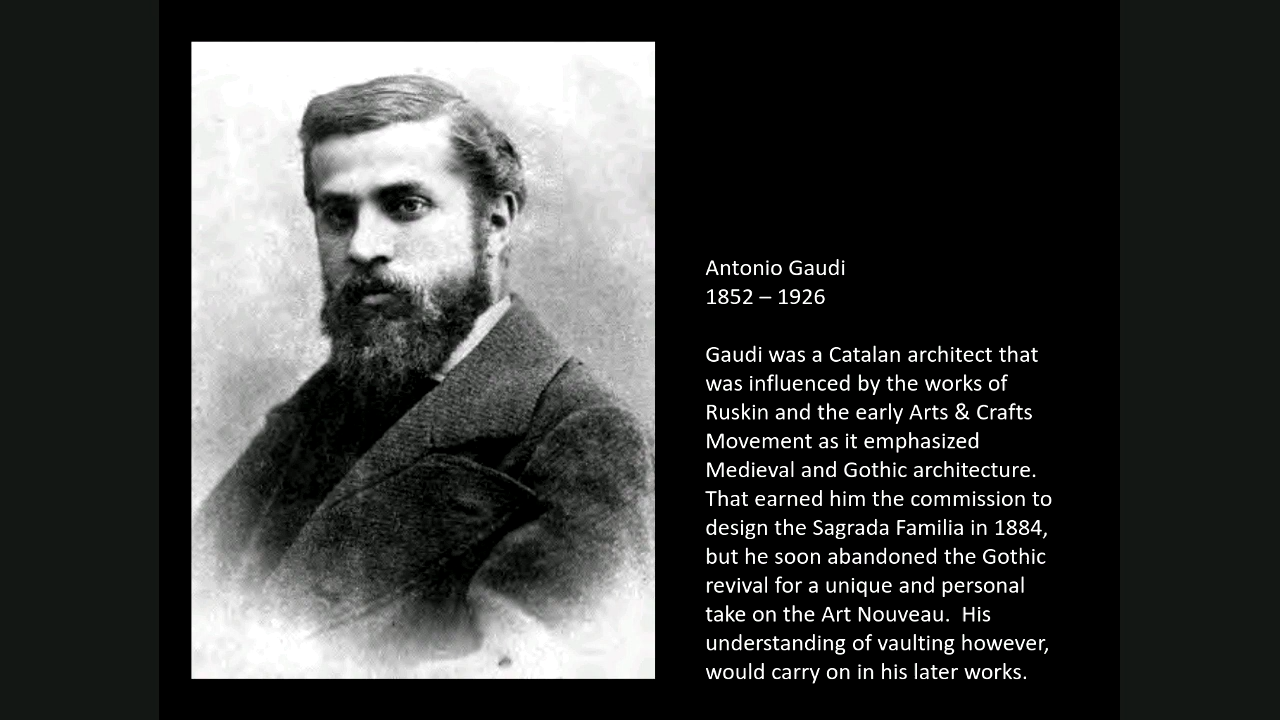 Antonio Gaudi
1852 – 1926
Gaudi was a Catalan architect that
was influenced by the works of
Ruskin and the early Arts & Crafts
Movement as it emphasized
Medieval and Gothic architecture.
That earned him the commission to
design the Sagrada Familia in 1884,
but he soon abandoned the Gothic
revival for a unique and personal
take on the Art Nouveau.  His
understanding of vaulting however,
would carry on in his later works.